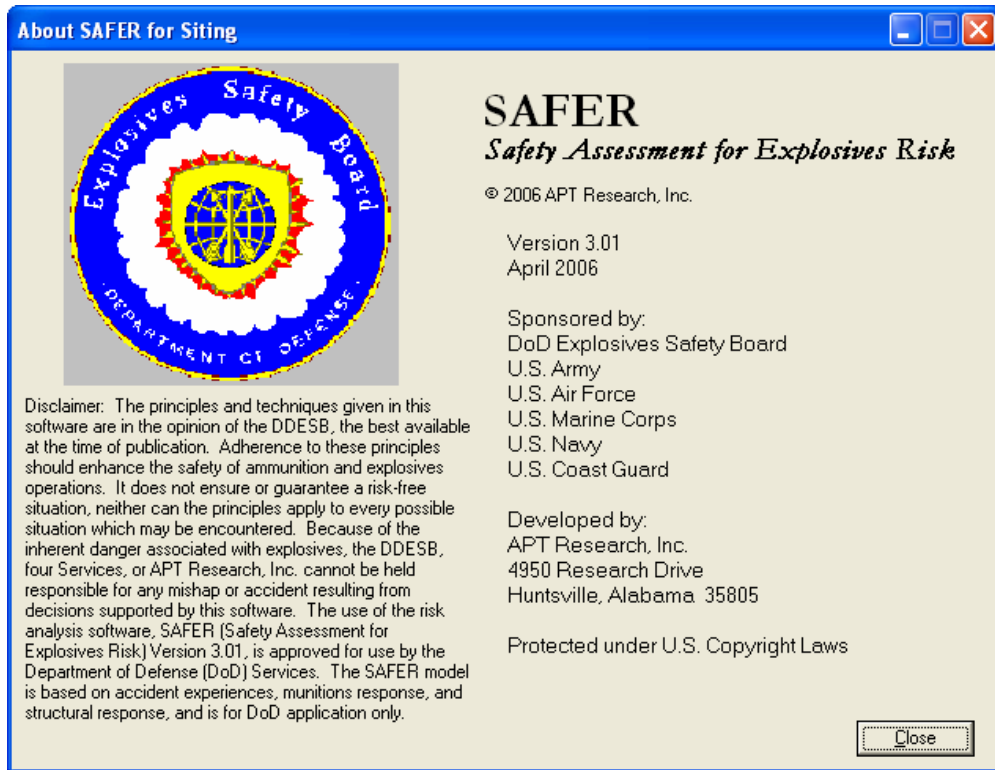 About SAFER for Siting
Explosives Safety Board
DEPARTMENT OF DEFENSE
SAFER
Safety Assessment for Explosives Risk
© 2006 APT Research, Inc.
Version 3.01
April 2006
Sponsored by:
DoD Explosives Safety Board
U.S. Army
U.S. Air Force
U.S. Marine Corps
U.S. Navy
U.S. Coast Guard
Developed by:
APT Research, Inc.
4950 Research Drive
Huntsville, Alabama 35805
Protected under U.S. Copyright Laws
Disclaimer: The principles and techniques given in this
software are in the opinion of the DDESB, the best available
at the time of publication. Adherence to these principles
should enhance the safety of ammunition and explosives
operations. It does not ensure or guarantee a risk-free
situation, neither can the principles apply to every possible
situation which may be encountered. Because of the
inherent danger associated with explosives, the DDESB,
four Services, or APT Research, Inc. cannot be held
responsible for any mishap or accident resulting from
decisions supported by this software. The use of the risk
analysis software, SAFER (Safety Assessment for
Explosives Risk) Version 3.01, is approved for use by the
Department of Defense (DoD) Services. The SAFER model
is based on accident experiences, munitions response, and
structural response, and is for DoD application only.
Close